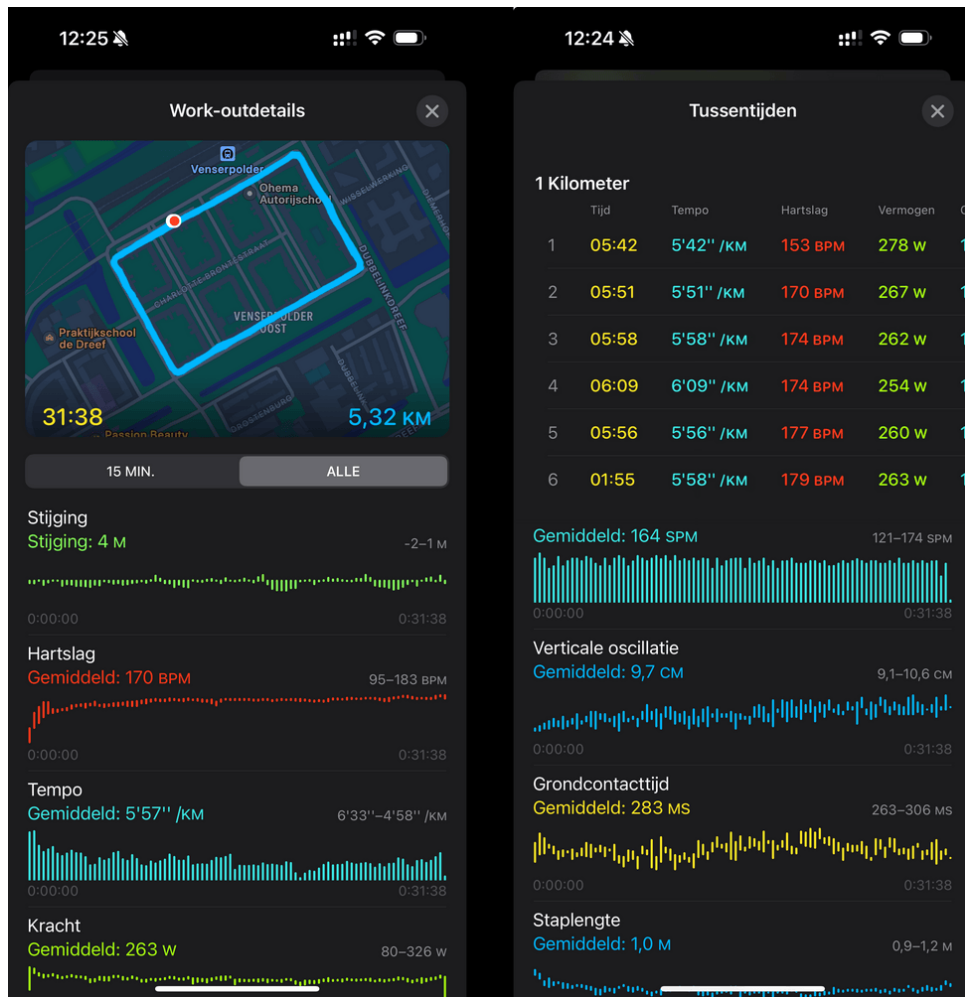 12:25
Work-outdetails
Venserpolder
Ohema
Autorijschool
WISSELWERKING
DIEMERHOF
DUBBELINKDREEF
CHARLOTTE-BRONTËSTRAAT
VENSERPOLDER
OOST
Praktijkschool
de Dreef
DUBBELINK
GROSTENBURG
Passion Beauty
31:38
5,32 KM
15 MIN.
ALLE
Stijging
Stijging: 4 M
-2–1 M
0:00:00
0:31:38
Hartslag
Gemiddeld: 170 BPM
95–183 BPM
0:00:00
0:31:38
Tempo
Gemiddeld: 5'57'' /KM
6'33''–4'58'' /KM
0:00:00
0:31:38
Kracht
Gemiddeld: 263 W
80–326 W
12:24
Tussentijden
1 Kilometer
Tijd Tempo Hartslag Vermogen
1 05:42 5'42'' /KM 153 BPM 278 W
2 05:51 5'51'' /KM 170 BPM 267 W
3 05:58 5'58'' /KM 174 BPM 262 W
4 06:09 6'09'' /KM 174 BPM 254 W
5 05:56 5'56'' /KM 177 BPM 260 W
6 01:55 5'58'' /KM 179 BPM 263 W
Gemiddeld: 164 SPM
121–174 SPM
0:00:00
0:31:38
Verticale oscillatie
Gemiddeld: 9,7 CM
9,1–10,6 CM
0:00:00
0:31:38
Grondcontacttijd
Gemiddeld: 283 MS
263–306 MS
0:00:00
0:31:38
Staplengte
Gemiddeld: 1,0 M
0,9–1,2 M